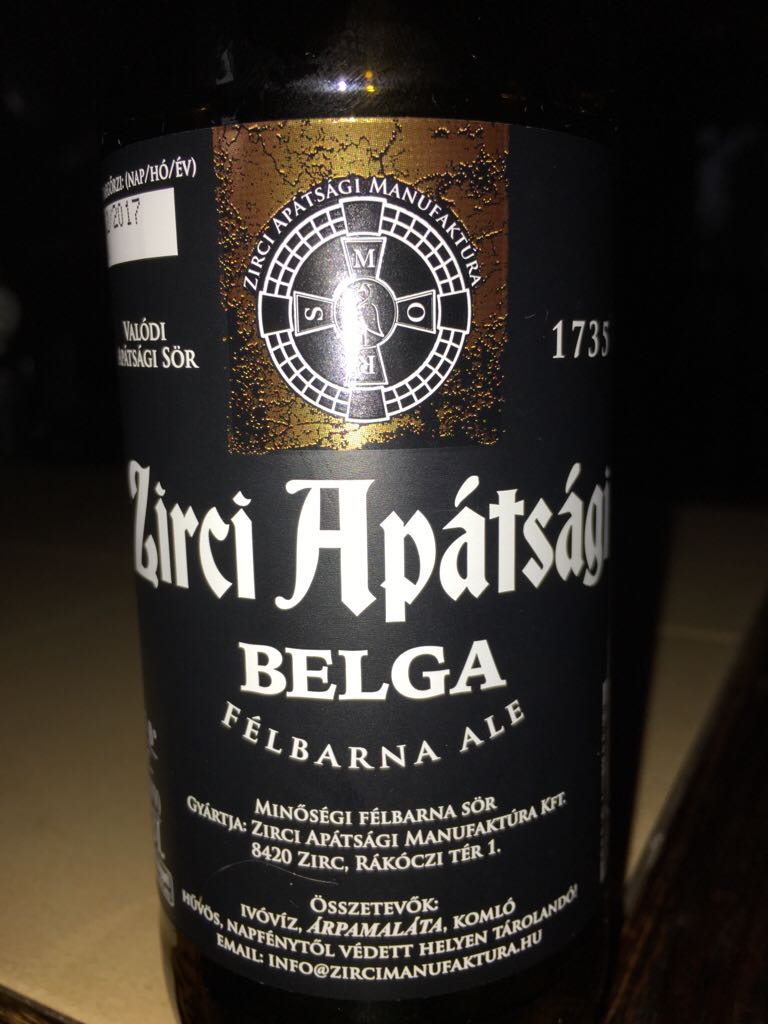 (NAP/HÓ/ÉV)
2017
ZIRCI APÁTSÁGI MANUFAKTÚRA
M
S O
R
VALÓDI
APÁTSÁGI SÖR
1735
Zirci Apátsági
BELGA
FÉLBARNA ALE
MINŐSÉGI FÉLBARNA SÖR
GYÁRTJA: ZIRCI APÁTSÁGI MANUFAKTÚRA KFT.
8420 ZIRC, RÁKÓCZI TÉR 1.
ÖSSZETEVŐK:
IVÓVÍZ, ÁRPAMALÁTA, KOMLÓ
HŰVÖS, NAPFÉNYTŐL VÉDETT HELYEN TÁROLANDÓ!
EMAIL: INFO@ZIRCIMANUFAKTURA.HU